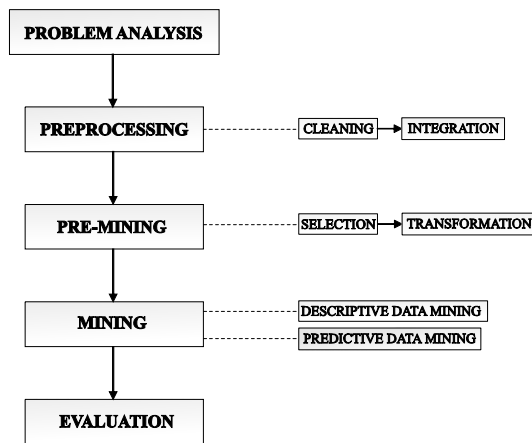 PROBLEM ANALYSIS
PREPROCESSING
CLEANING
INTEGRATION
PRE-MINING
SELECTION
TRANSFORMATION
MINING
DESCRIPTIVE DATA MINING
PREDICTIVE DATA MINING
EVALUATION